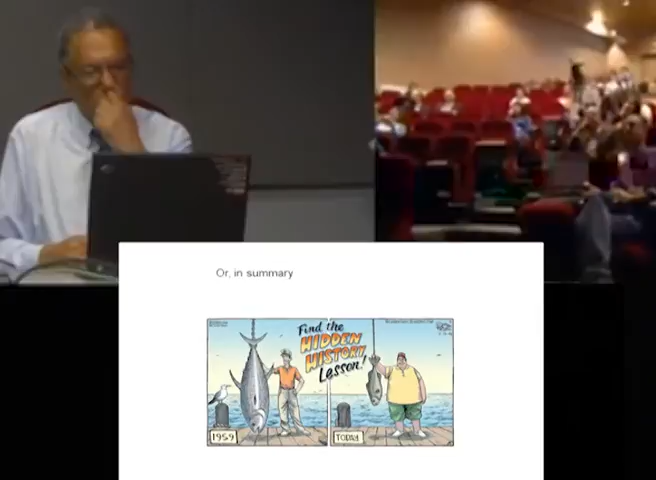 Or, in summary
Find the
HIDDEN
HISTORY
Lesson!
1959
TODAY